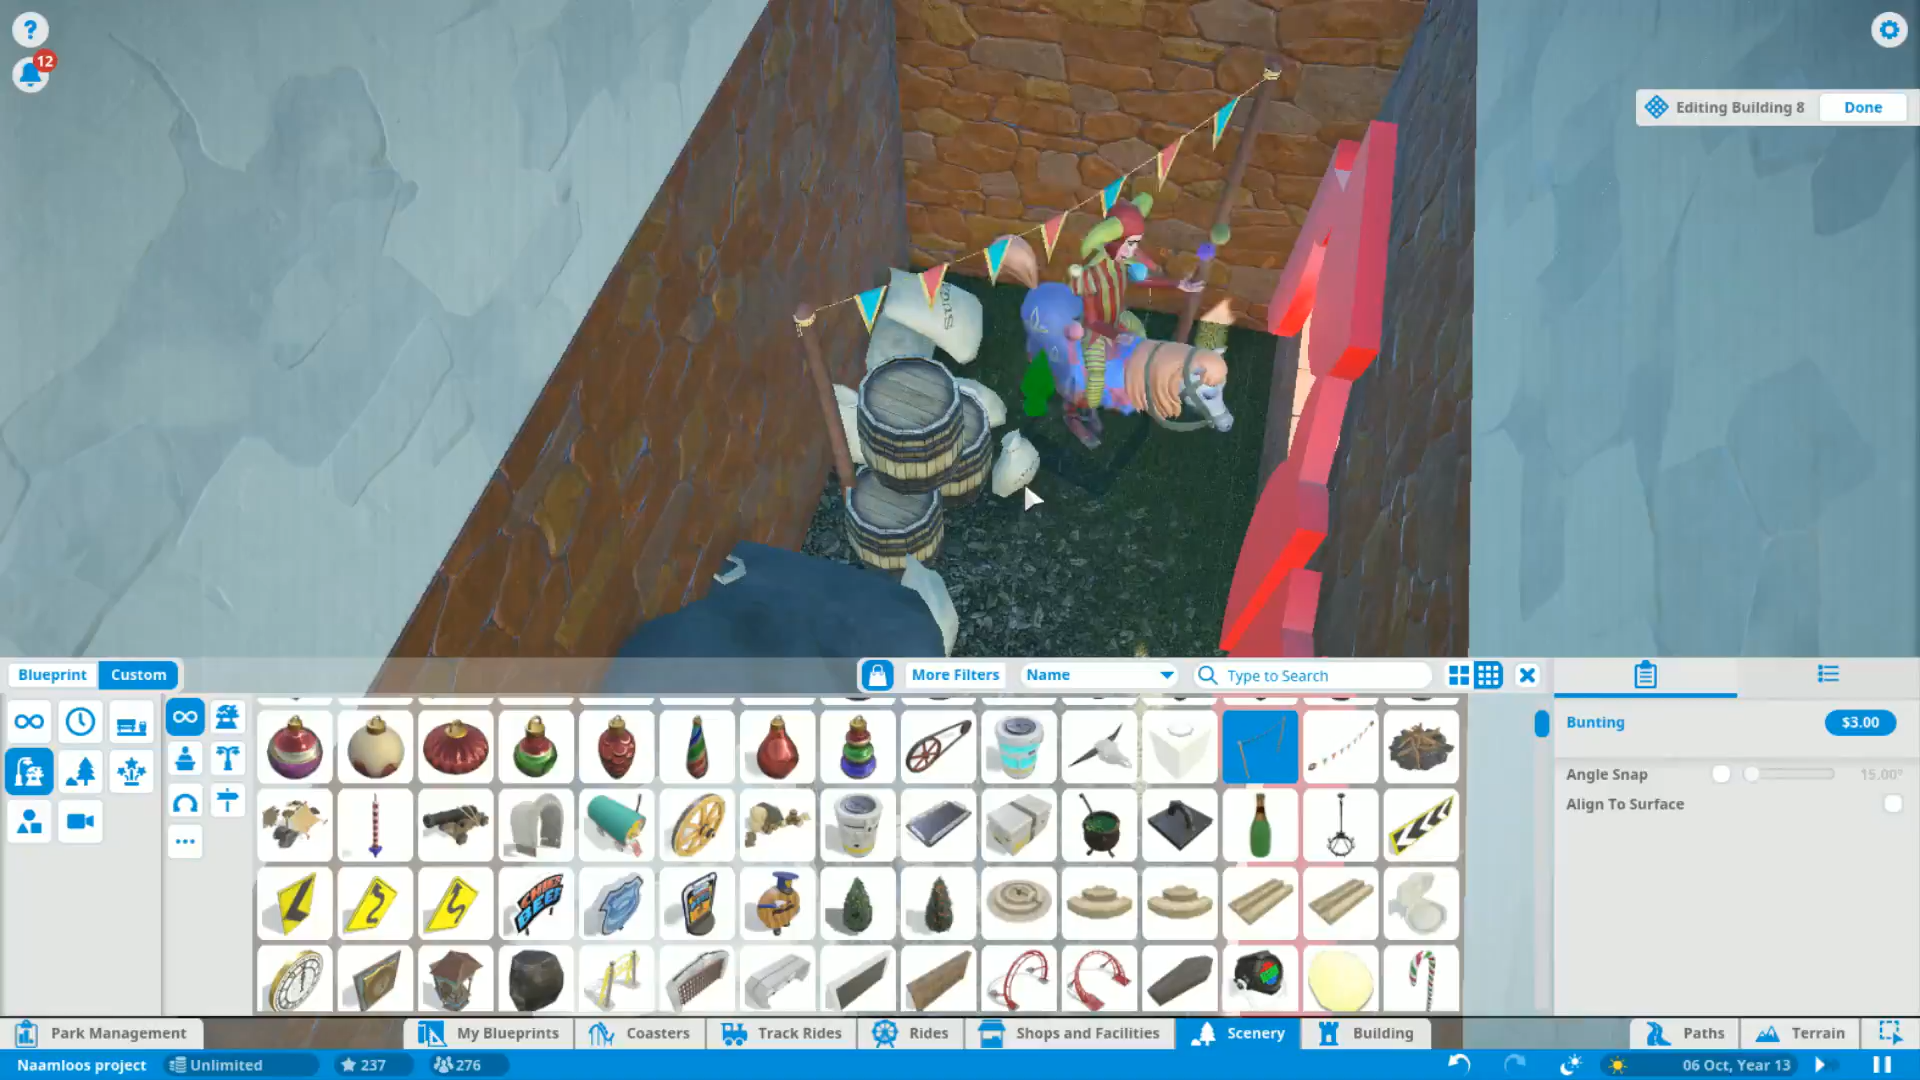 ?
12
Editing Building 8
Done
Blueprint
Custom
More Filters
Name
Type to Search
Bunting
$3.00
Angle Snap
15.00°
Align To Surface
CHIEF
BEEF
Park Management
My Blueprints
Coasters
Track Rides
Rides
Shops and Facilities
Scenery
Building
Paths
Terrain
Naamloos project
Unlimited
237
276
06 Oct, Year 13